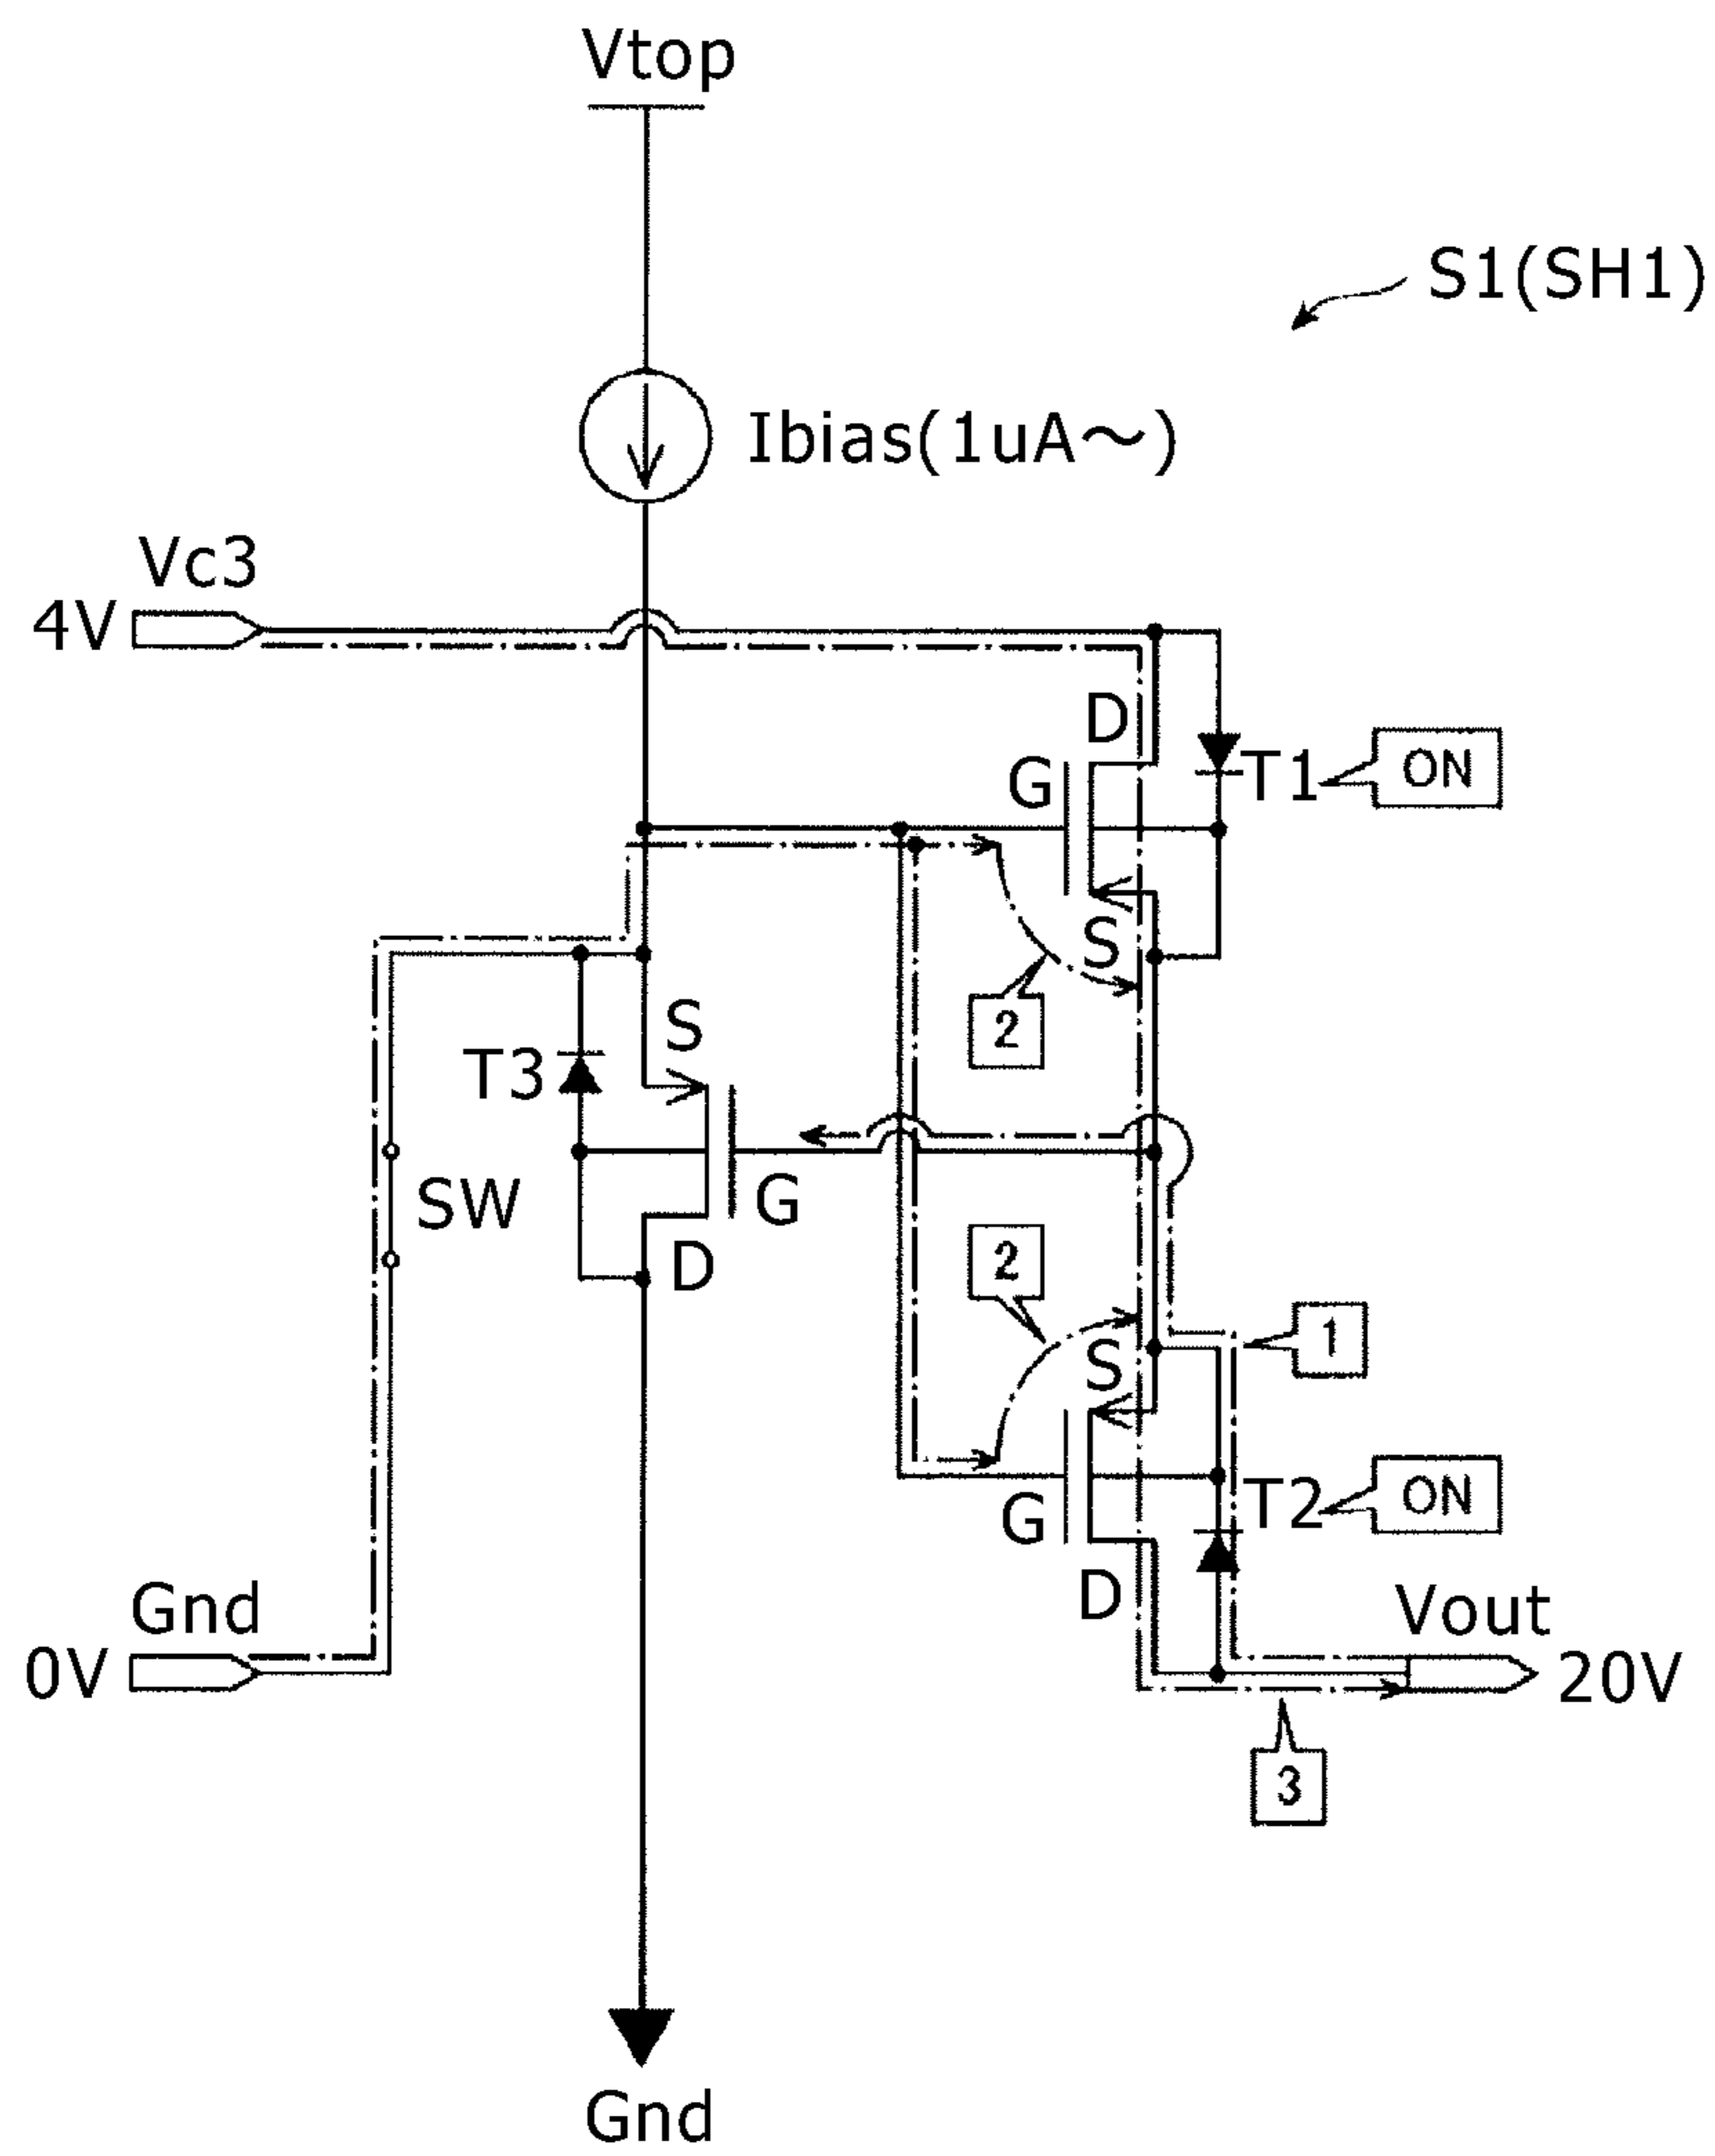 Vtop
S1(SH1)
Ibias(1uA～)
Vc3
4V
D
G
T1
ON
S
2
S
T3
G
SW
D
2
1
S
T2
ON
G
D
Gnd
0V
Vout
20V
3
Gnd